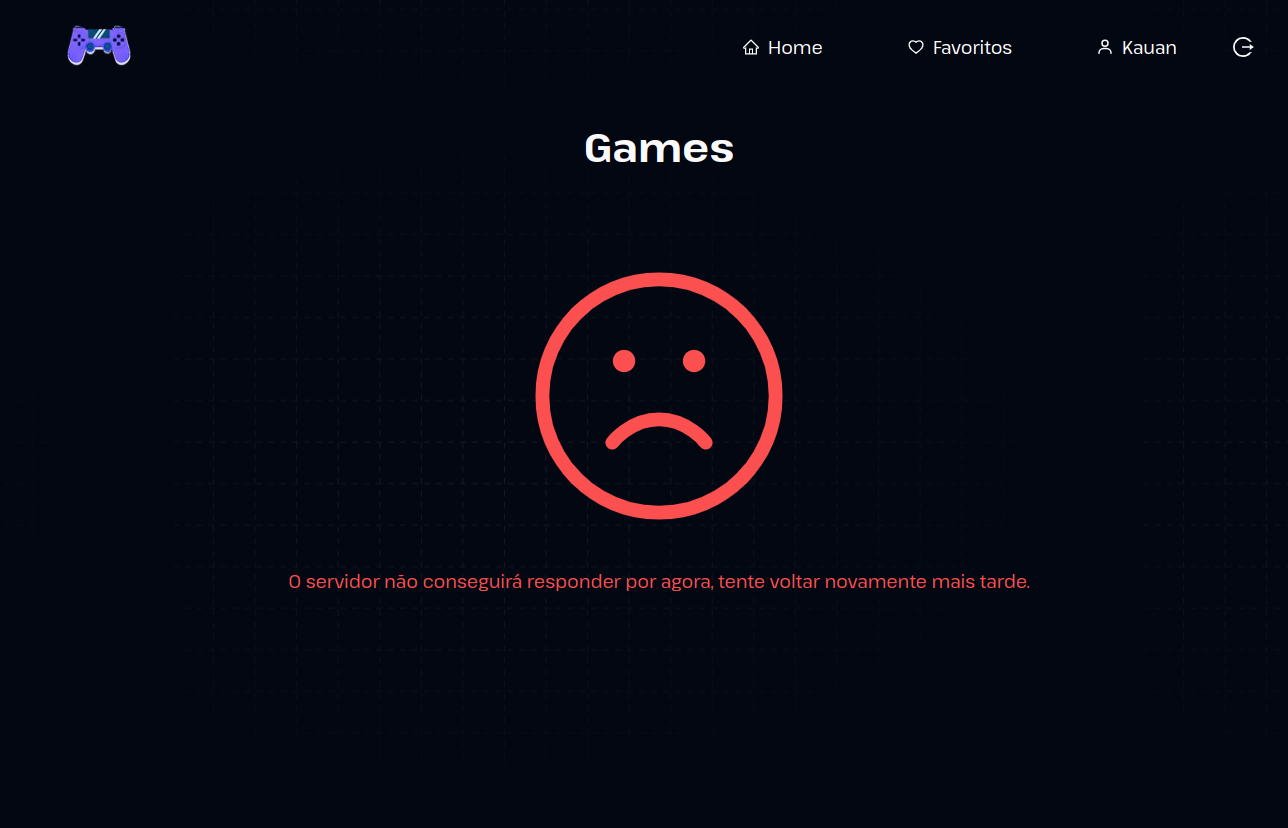 Home
Favoritos
Kauan
Games
O servidor não conseguirá responder por agora, tente voltar novamente mais tarde.